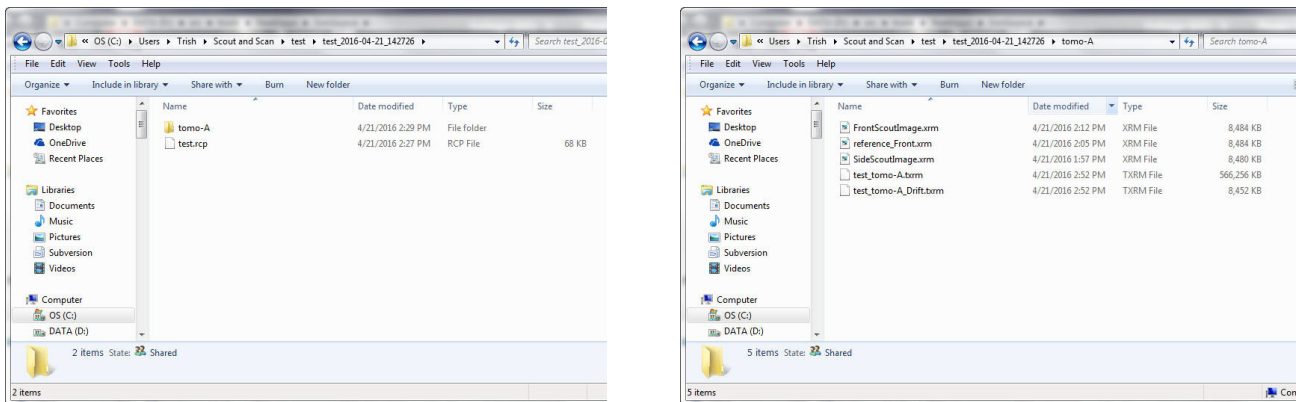 « OS (C:) ▸ Users ▸ Trish ▸ Scout and Scan ▸ test ▸ test_2016-04-21_142726 ▸
Search test_2016-
File Edit View Tools Help
Organize Include in library Share with Burn New folder
Favorites
Desktop
OneDrive
Recent Places
Libraries
Documents
Music
Pictures
Subversion
Videos
Computer
OS (C:)
DATA (D:)
Name Date modified Type Size
tomo-A 4/21/2016 2:29 PM File folder
test.rcp 4/21/2016 2:27 PM RCP File 68 KB
2 items State: Shared
2 items
« Users ▸ Trish ▸ Scout and Scan ▸ test ▸ test_2016-04-21_142726 ▸ tomo-A
Search tomo-A
File Edit View Tools Help
Organize Include in library Share with Burn New folder
Favorites
Desktop
OneDrive
Recent Places
Libraries
Documents
Music
Pictures
Subversion
Videos
Computer
OS (C:)
DATA (D:)
Name Date modified Type Size
FrontScoutImage.xrm 4/21/2016 2:12 PM XRM File 8,484 KB
reference_Front.xrm 4/21/2016 2:05 PM XRM File 8,484 KB
SideScoutImage.xrm 4/21/2016 1:57 PM XRM File 8,480 KB
test_tomo-A.txrm 4/21/2016 2:52 PM TXRM File 566,256 KB
test_tomo-A_Drift.txrm 4/21/2016 2:52 PM TXRM File 8,452 KB
5 items State: Shared
5 items
Con